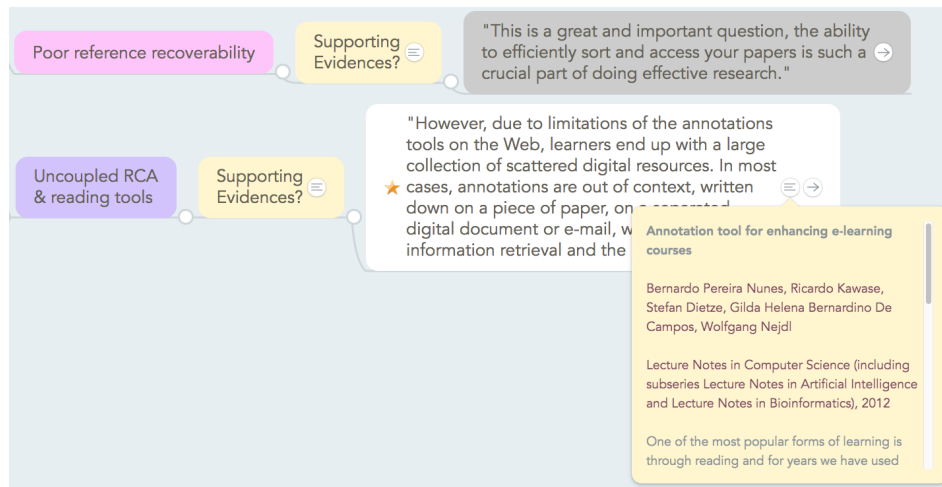 Poor reference recoverability
Supporting
Evidences?
"This is a great and important question, the ability
to efficiently sort and access your papers is such a
crucial part of doing effective research."
Uncoupled RCA
& reading tools
Supporting
Evidences?
"However, due to limitations of the annotations
tools on the Web, learners end up with a large
collection of scattered digital resources. In most
cases, annotations are out of context, written
down on a piece of paper, on a separated
digital document or e-mail, w
information retrieval and the
Annotation tool for enhancing e-learning
courses
Bernardo Pereira Nunes, Ricardo Kawase,
Stefan Dietze, Gilda Helena Bernardino De
Campos, Wolfgang Nejdl
Lecture Notes in Computer Science (including
subseries Lecture Notes in Artificial Intelligence
and Lecture Notes in Bioinformatics), 2012
One of the most popular forms of learning is
through reading and for years we have used